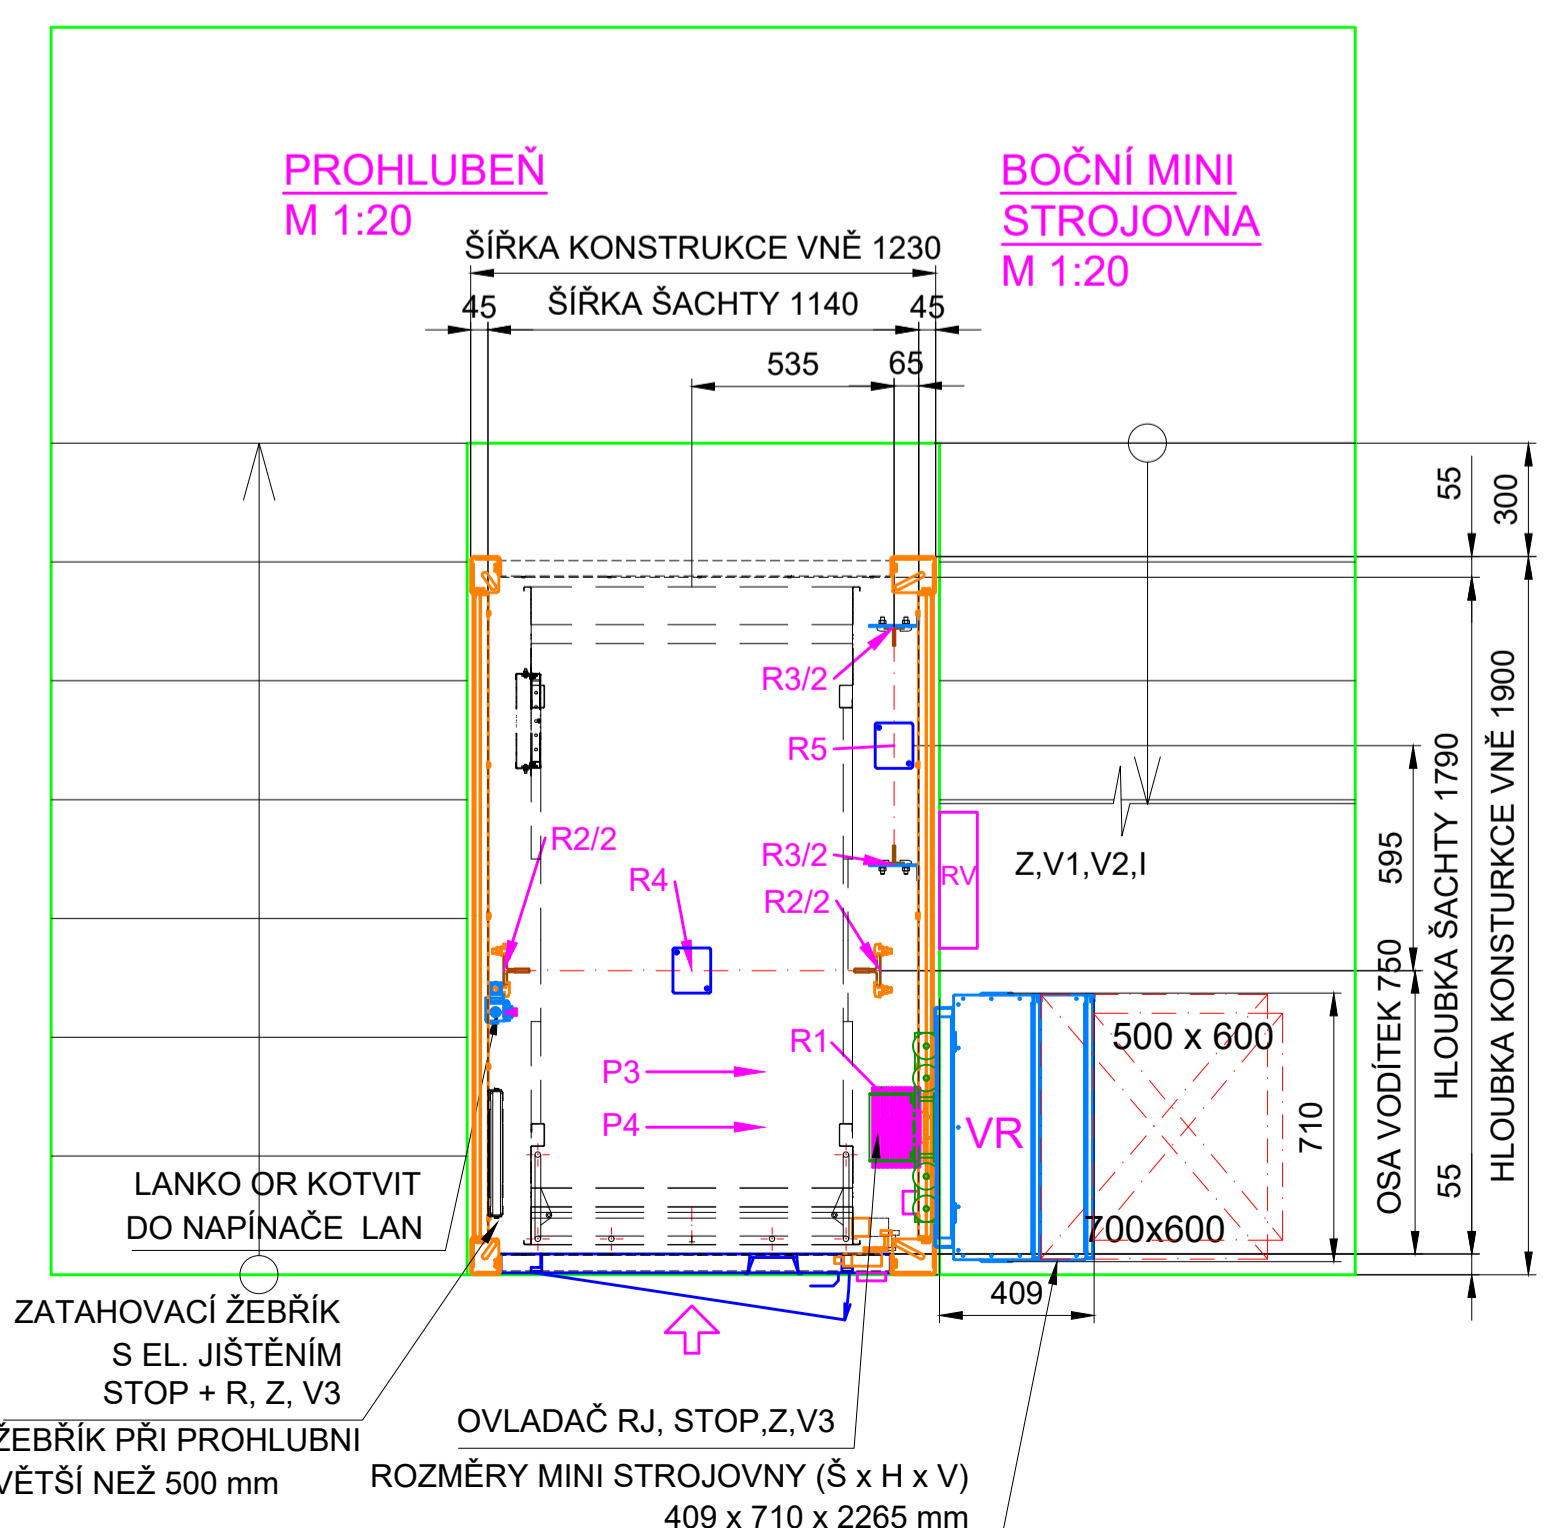 PROHLUBEŇ
M 1:20
BOČNÍ MINI
STROJOVNA
M 1:20
ŠÍŘKA KONSTRUKCE VNĚ 1230
45
ŠÍŘKA ŠACHTY 1140
45
535
65
55
300
R3/2
R5
R2/2
R3/2
R4
R2/2
RV
Z,V1,V2,I
595
HLOUBKA ŠACHTY 1790
HLOUBKA KONSTURKCE VNĚ 1900
OSA VODÍTEK 750
R1
P3
P4
VR
500 x 600
710
700x600
55
409
LANKO OR KOTVIT
DO NAPÍNAČE LAN
ZATAHOVACÍ ŽEBŘÍK
S EL. JIŠTĚNÍM
STOP + R, Z, V3
ŽEBŘÍK PŘI PROHLUBNI
VĚTŠÍ NEŽ 500 mm
OVLADAČ RJ, STOP,Z,V3
ROZMĚRY MINI STROJOVNY (Š x H x V)
409 x 710 x 2265 mm